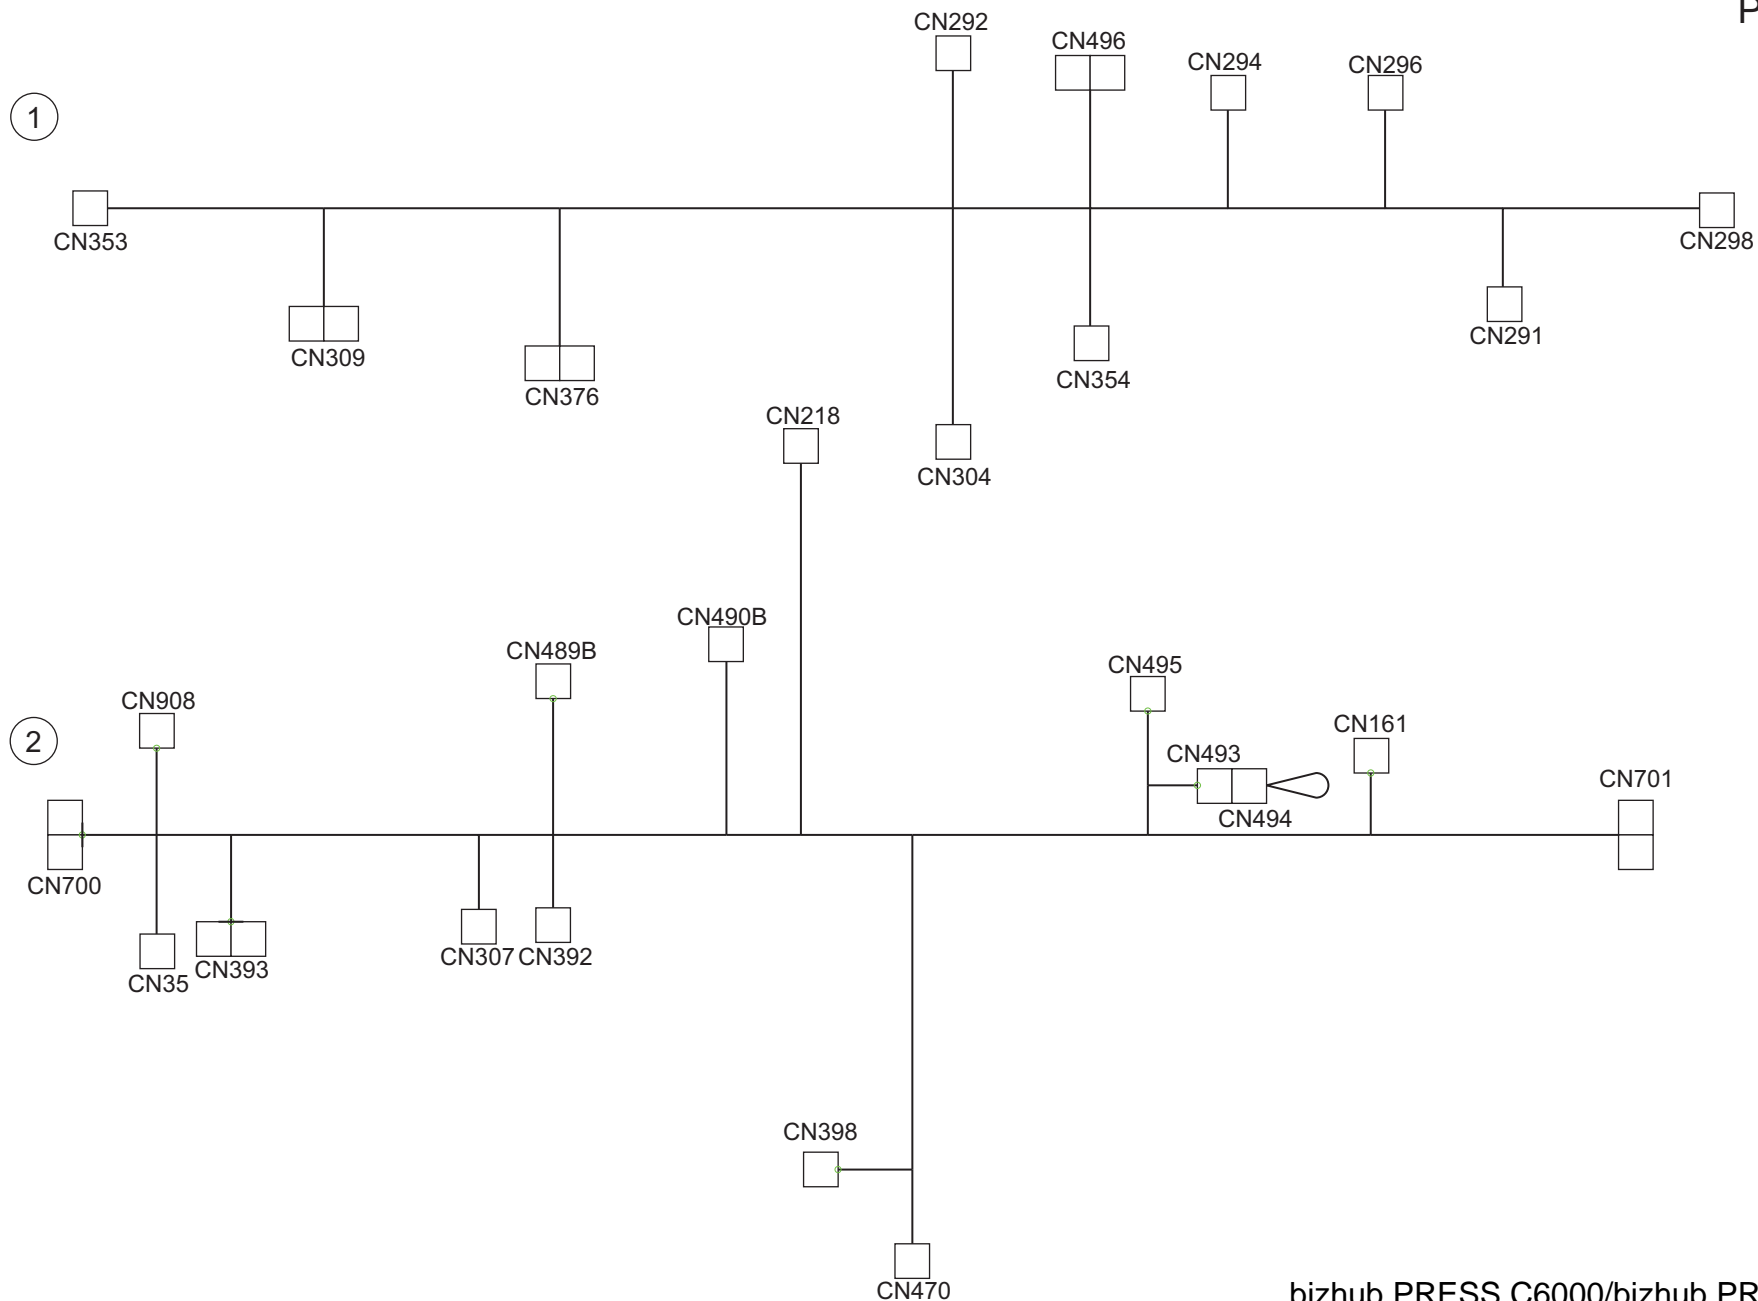 P
CN292
CN496
CN294
CN296
1
CN353
CN298
CN309
CN291
CN376
CN354
CN218
CN304
CN490B
CN489B
CN495
CN908
CN161
2
CN493
CN701
CN494
CN700
CN307
CN392
CN393
CN35
CN398
CN470
bizhub PRESS C6000/bizhub PR